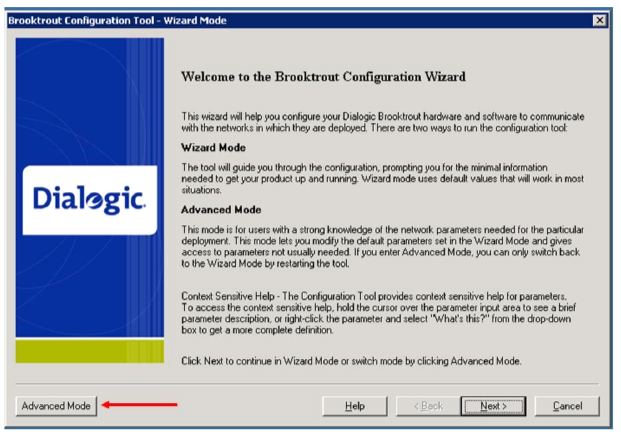 Brooktrout Configuration Tool - Wizard Mode
Welcome to the Brooktrout Configuration Wizard
This wizard will help you configure your Dialogic Brooktrout hardware and software to communicate
with the networks in which they are deployed. There are two ways to run the configuration tool:
Wizard Mode
The tool will guide you through the configuration, prompting you for the minimal information
needed to get your product up and running. Wizard mode uses default values that will work in most
situations.
Dialogic.
Advanced Mode
This mode is for users with a strong knowledge of the network parameters needed for the particular
deployment. This mode lets you modify the default parameters set in the Wizard Mode and gives
access to parameters not usually needed. If you enter Advanced Mode, you can only switch back
to the Wizard Mode by restarting the tool.
Context Sensitive Help - The Configuration Tool provides context sensitive help for parameters.
To access the context sensitive help, hold the cursor over the parameter input area to see a brief
parameter description, or right-click the parameter and select "What's this?" from the drop-down
box to get a more complete definition.
Click Next to continue in Wizard Mode or switch mode by clicking Advanced Mode.
Advanced Mode
Help
< Back
Next >
Cancel